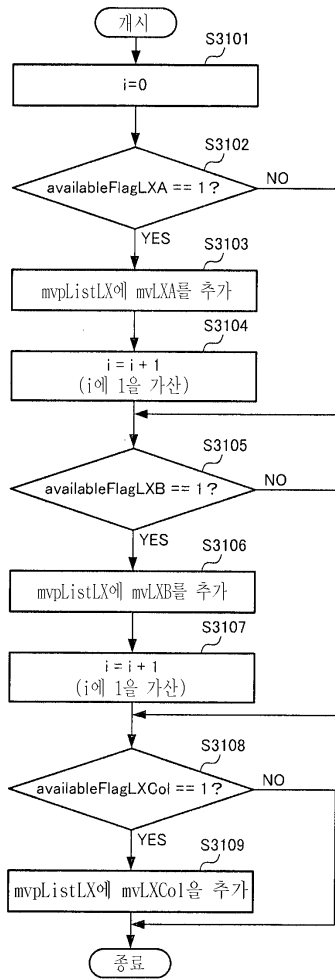 개시
S3101
i=0
S3102
availableFlagLXA == 1?
NO
YES
S3103
mvpListLX에 mvLXA를 추가
S3104
i = i + 1
(i에 1을 가산)
S3105
availableFlagLXB == 1?
NO
YES
S3106
mvpListLX에 mvLXB를 추가
S3107
i = i + 1
(i에 1을 가산)
S3108
availableFlagLXCol == 1?
NO
YES
S3109
mvpListLX에 mvLXCol을 추가
종료